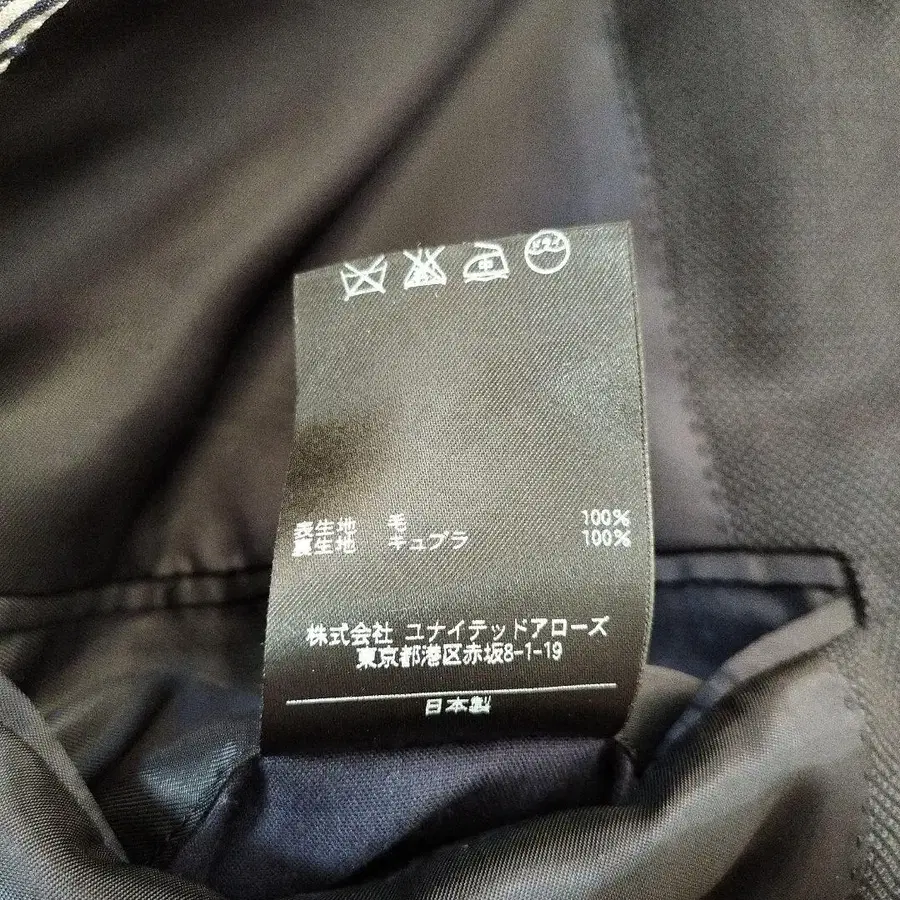 表生地 毛 100%
裏生地 キュプラ 100%
株式会社 ユナイテッドアローズ
東京都港区赤坂8-1-19
日本製